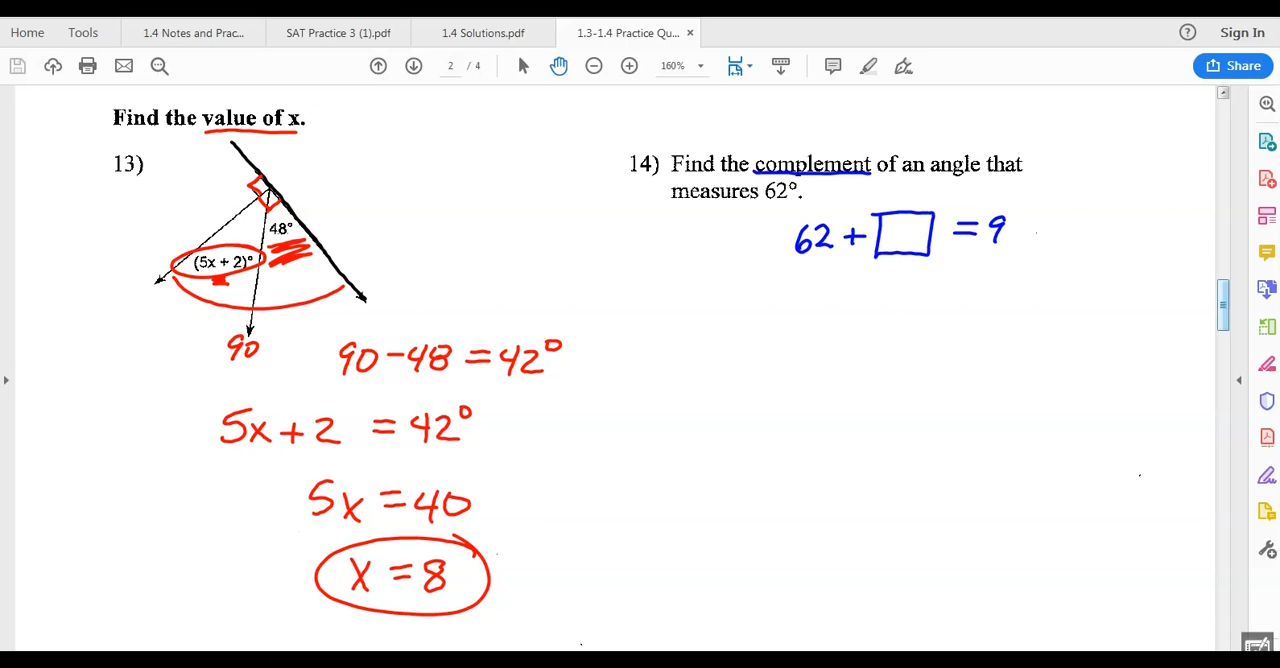 Home Tools 1.4 Notes and Prac... SAT Practice 3 (1).pdf 1.4 Solutions.pdf 1.3-1.4 Practice Qu... × ? Sign In
2 / 4 160% Share
Find the value of x.
13)
48°
(5x + 2)°
90
90 - 48 = 42°
5x + 2 = 42°
5x = 40
x = 8
14) Find the complement of an angle that
measures 62°.
62 + □ = 9